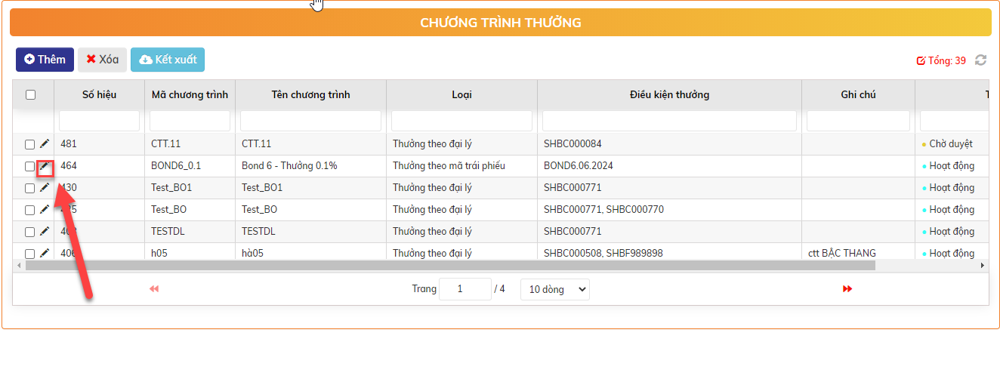 CHƯƠNG TRÌNH THƯỞNG
Thêm Xóa Kết xuất Tổng: 39
Số hiệu Mã chương trình Tên chương trình Loại Điều kiện thưởng Ghi chú
481 CTT.11 CTT.11 Thưởng theo đại lý SHBC000084 Chờ duyệt
464 BOND6_0.1 Bond 6 - Thưởng 0.1% Thưởng theo mã trái phiếu BOND6.06.2024 Hoạt động
430 Test_BO1 Test_BO1 Thưởng theo đại lý SHBC000771 Hoạt động
Test_BO Test_BO Thưởng theo đại lý SHBC000771, SHBC000770 Hoạt động
TESTDL TESTDL Thưởng theo đại lý SHBC000771 Hoạt động
406 h05 hà05 Thưởng theo đại lý SHBC000508, SHBF989898 ctt BẬC THANG Hoạt động
Trang 1 / 4 10 dòng